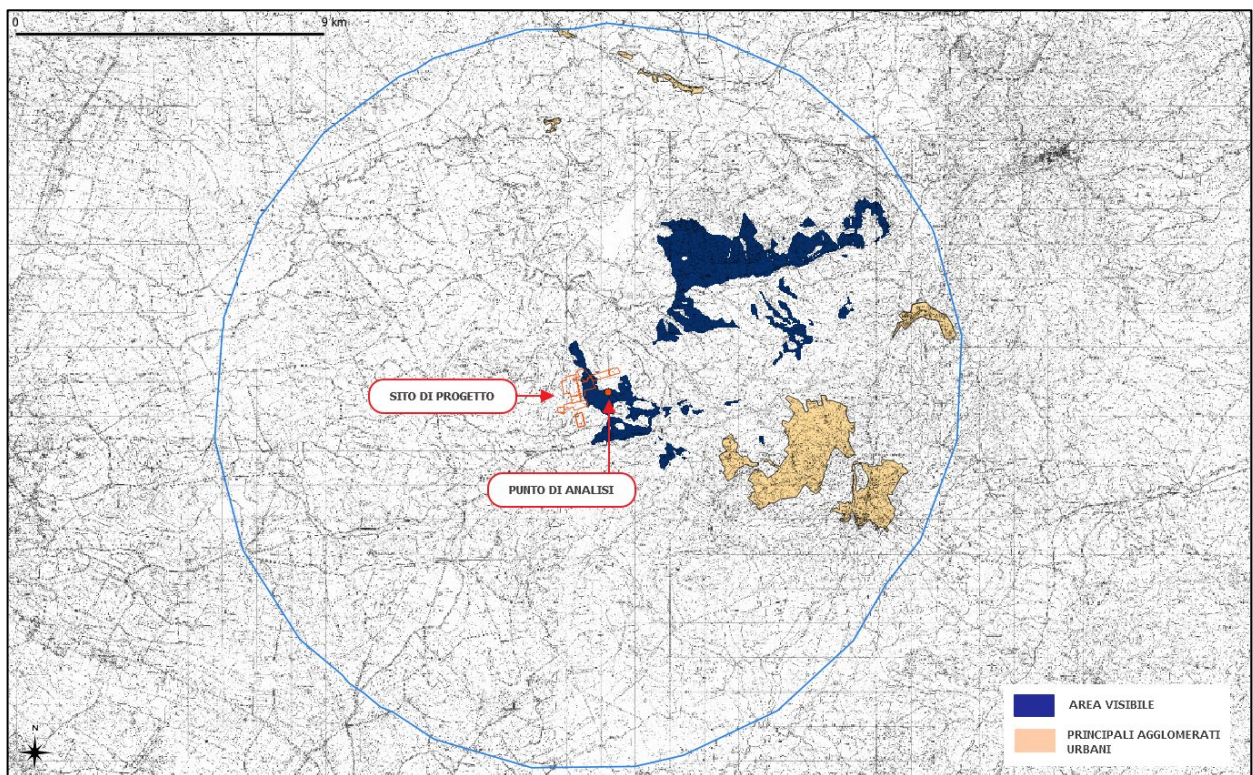 0 9 km
SITO DI PROGETTO
PUNTO DI ANALISI
N
AREA VISIBILE
PRINCIPALI AGGLOMERATI
URBANI